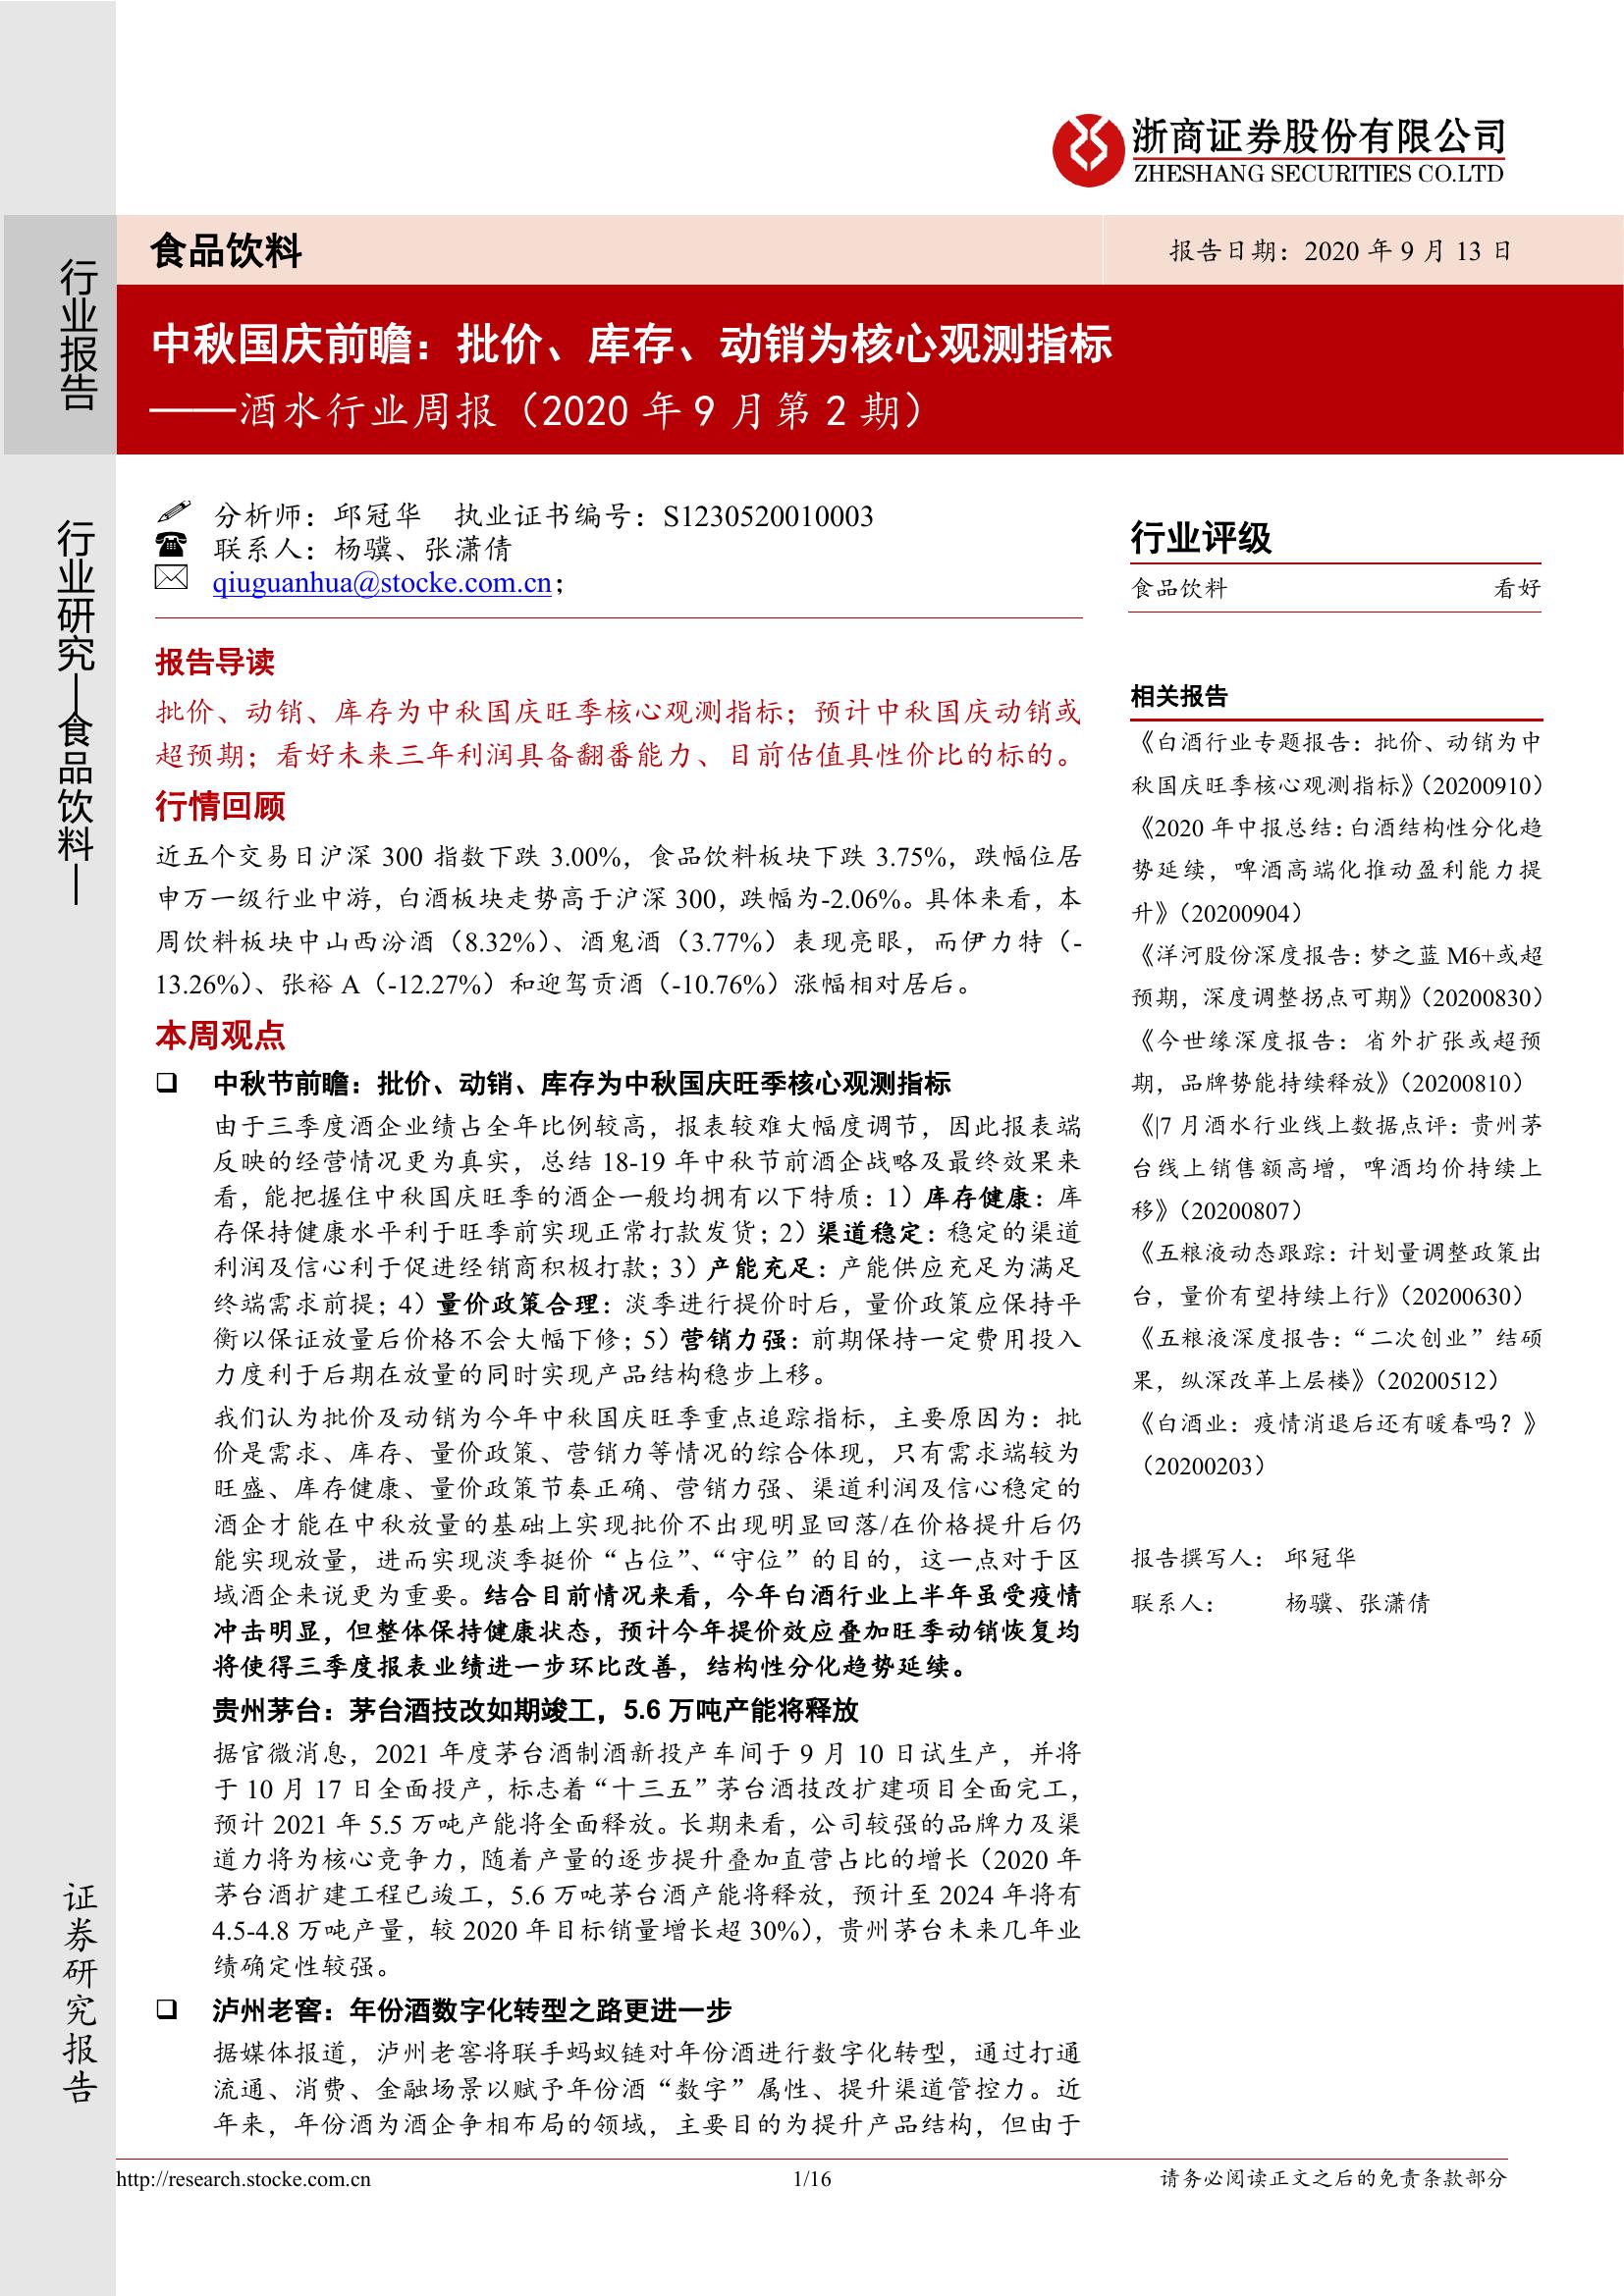 浙商证券股份有限公司
ZHESHANG SECURITIES CO.LTD
行业报告
食品饮料
报告日期：2020 年 9 月 13 日
中秋国庆前瞻：批价、库存、动销为核心观测指标
——酒水行业周报（2020 年 9 月第 2 期）
行业研究—食品饮料—
分析师：邱冠华 执业证书编号：S1230520010003
联系人：杨骥、张潇倩
qiuguanhua@stocke.com.cn；
报告导读
批价、动销、库存为中秋国庆旺季核心观测指标；预计中秋国庆动销或
超预期；看好未来三年利润具备翻番能力、目前估值具性价比的标的。
行情回顾
近五个交易日沪深 300 指数下跌 3.00%，食品饮料板块下跌 3.75%，跌幅位居
申万一级行业中游，白酒板块走势高于沪深 300，跌幅为-2.06%。具体来看，本
周饮料板块中山西汾酒（8.32%）、酒鬼酒（3.77%）表现亮眼，而伊力特（-
13.26%）、张裕 A（-12.27%）和迎驾贡酒（-10.76%）涨幅相对居后。
本周观点
❑ 中秋节前瞻：批价、动销、库存为中秋国庆旺季核心观测指标
由于三季度酒企业绩占全年比例较高，报表较难大幅度调节，因此报表端
反映的经营情况更为真实，总结 18-19 年中秋节前酒企战略及最终效果来
看，能把握住中秋国庆旺季的酒企一般均拥有以下特质：1）库存健康：库
存保持健康水平利于旺季前实现正常打款发货；2）渠道稳定：稳定的渠道
利润及信心利于促进经销商积极打款；3）产能充足：产能供应充足为满足
终端需求前提；4）量价政策合理：淡季进行提价时后，量价政策应保持平
衡以保证放量后价格不会大幅下修；5）营销力强：前期保持一定费用投入
力度利于后期在放量的同时实现产品结构稳步上移。
我们认为批价及动销为今年中秋国庆旺季重点追踪指标，主要原因为：批
价是需求、库存、量价政策、营销力等情况的综合体现，只有需求端较为
旺盛、库存健康、量价政策节奏正确、营销力强、渠道利润及信心稳定的
酒企才能在中秋放量的基础上实现批价不出现明显回落/在价格提升后仍
能实现放量，进而实现淡季挺价“占位”、“守位”的目的，这一点对于区
域酒企来说更为重要。结合目前情况来看，今年白酒行业上半年虽受疫情
冲击明显，但整体保持健康状态，预计今年提价效应叠加旺季动销恢复均
将使得三季度报表业绩进一步环比改善，结构性分化趋势延续。
贵州茅台：茅台酒技改如期竣工，5.6 万吨产能将释放
据官微消息，2021 年度茅台酒制酒新投产车间于 9 月 10 日试生产，并将
于 10 月 17 日全面投产，标志着“十三五”茅台酒技改扩建项目全面完工，
预计 2021 年 5.5 万吨产能将全面释放。长期来看，公司较强的品牌力及渠
道力将为核心竞争力，随着产量的逐步提升叠加直营占比的增长（2020 年
茅台酒扩建工程已竣工，5.6 万吨茅台酒产能将释放，预计至 2024 年将有
4.5-4.8 万吨产量，较 2020 年目标销量增长超 30%），贵州茅台未来几年业
绩确定性较强。
❑ 泸州老窖：年份酒数字化转型之路更进一步
据媒体报道，泸州老窖将联手蚂蚁链对年份酒进行数字化转型，通过打通
流通、消费、金融场景以赋予年份酒“数字”属性、提升渠道管控力。近
年来，年份酒为酒企争相布局的领域，主要目的为提升产品结构，但由于
行业评级
食品饮料 看好
相关报告
《白酒行业专题报告：批价、动销为中
秋国庆旺季核心观测指标》（20200910）
《2020 年中报总结：白酒结构性分化趋
势延续，啤酒高端化推动盈利能力提
升》（20200904）
《洋河股份深度报告：梦之蓝 M6+或超
预期，深度调整拐点可期》（20200830）
《今世缘深度报告：省外扩张或超预
期，品牌势能持续释放》（20200810）
《|7 月酒水行业线上数据点评：贵州茅
台线上销售额高增，啤酒均价持续上
移》（20200807）
《五粮液动态跟踪：计划量调整政策出
台，量价有望持续上行》（20200630）
《五粮液深度报告：“二次创业”结硕
果，纵深改革上层楼》（20200512）
《白酒业：疫情消退后还有暖春吗？》
（20200203）
报告撰写人： 邱冠华
联系人： 杨骥、张潇倩
证券研究报告
http://research.stocke.com.cn
1/16
请务必阅读正文之后的免责条款部分